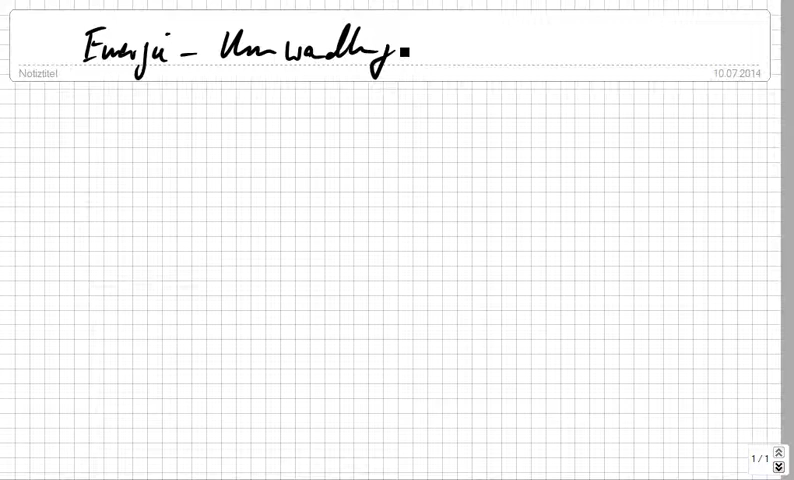 Energie - Umwandlung
Notiztitel
10.07.2014
1 / 1